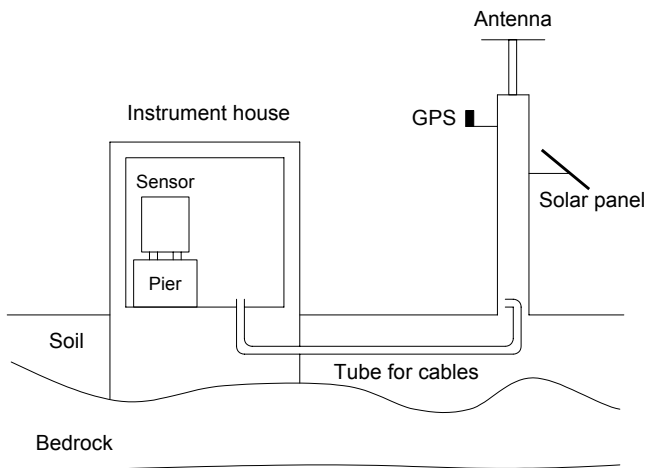 Antenna
Instrument house
GPS
Sensor
Solar panel
Pier
Soil
Tube for cables
Bedrock